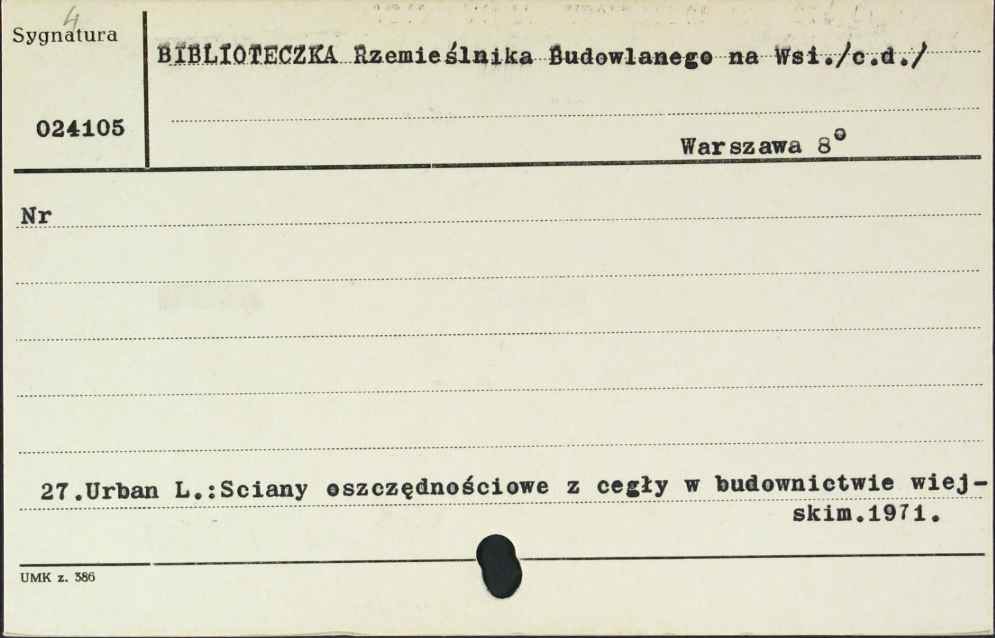 4
Sygnatura
BIBLIOTECZKA Rzemieślnika Budowlanego na Wsi./c.d./
024105
Warszawa 8°
Nr
27.Urban L.:Sciany oszczędnościowe z cegły w budownictwie wiej-
skim.1971.
UMK z. 386